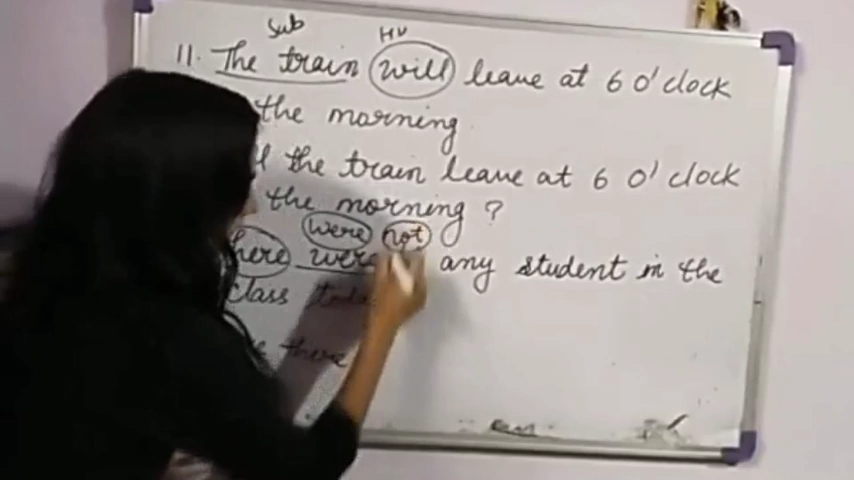 Sub HV
11. The train will leave at 6 O'clock
the morning.
the train leave at 6 O'clock
the morning ?
were not
here were any student in the
class
there